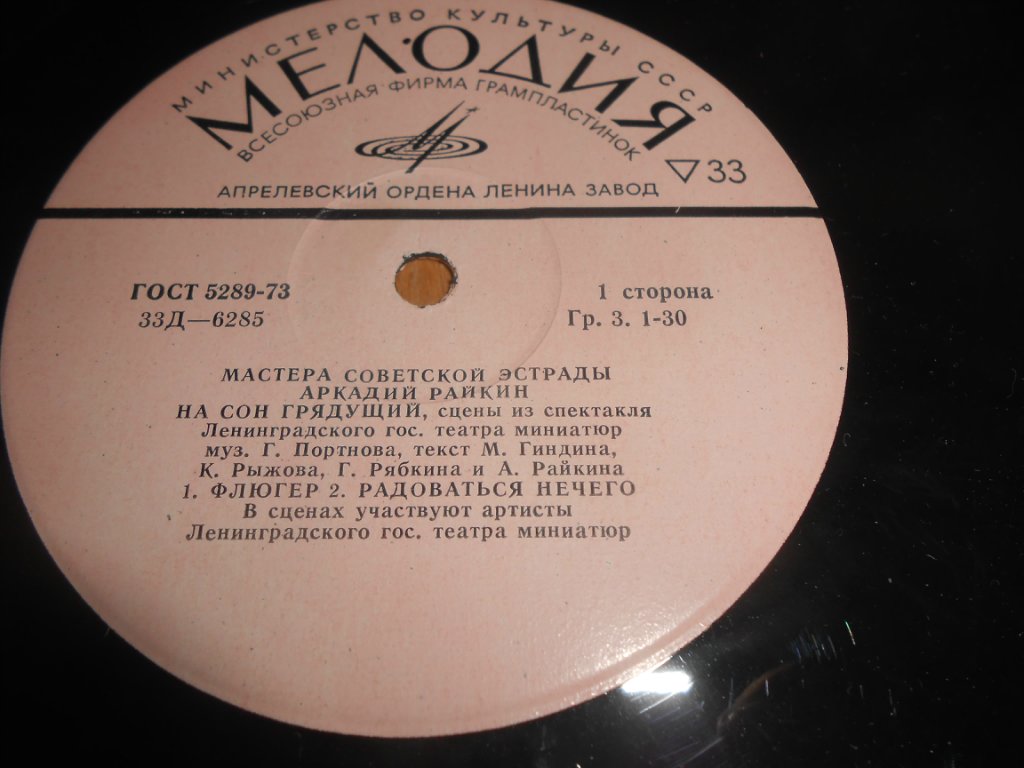 МИНИСТЕРСТВО КУЛЬТУРЫ СССР
МЕЛОДИЯ
ВСЕСОЮЗНАЯ ФИРМА ГРАМПЛАСТИНОК
33
АПРЕЛЕВСКИЙ ОРДЕНА ЛЕНИНА ЗАВОД
ГОСТ 5289-73
1 сторона
33Д—6285
Гр. 3. 1-30
МАСТЕРА СОВЕТСКОЙ ЭСТРАДЫ
АРКАДИЙ РАЙКИН
НА СОН ГРЯДУЩИЙ, сцены из спектакля
Ленинградского гос. театра миниатюр
муз. Г. Портнова, текст М. Гиндина,
К. Рыжова, Г. Рябкина и А. Райкина
1. ФЛЮГЕР 2. РАДОВАТЬСЯ НЕЧЕГО
В сценах участвуют артисты
Ленинградского гос. театра миниатюр